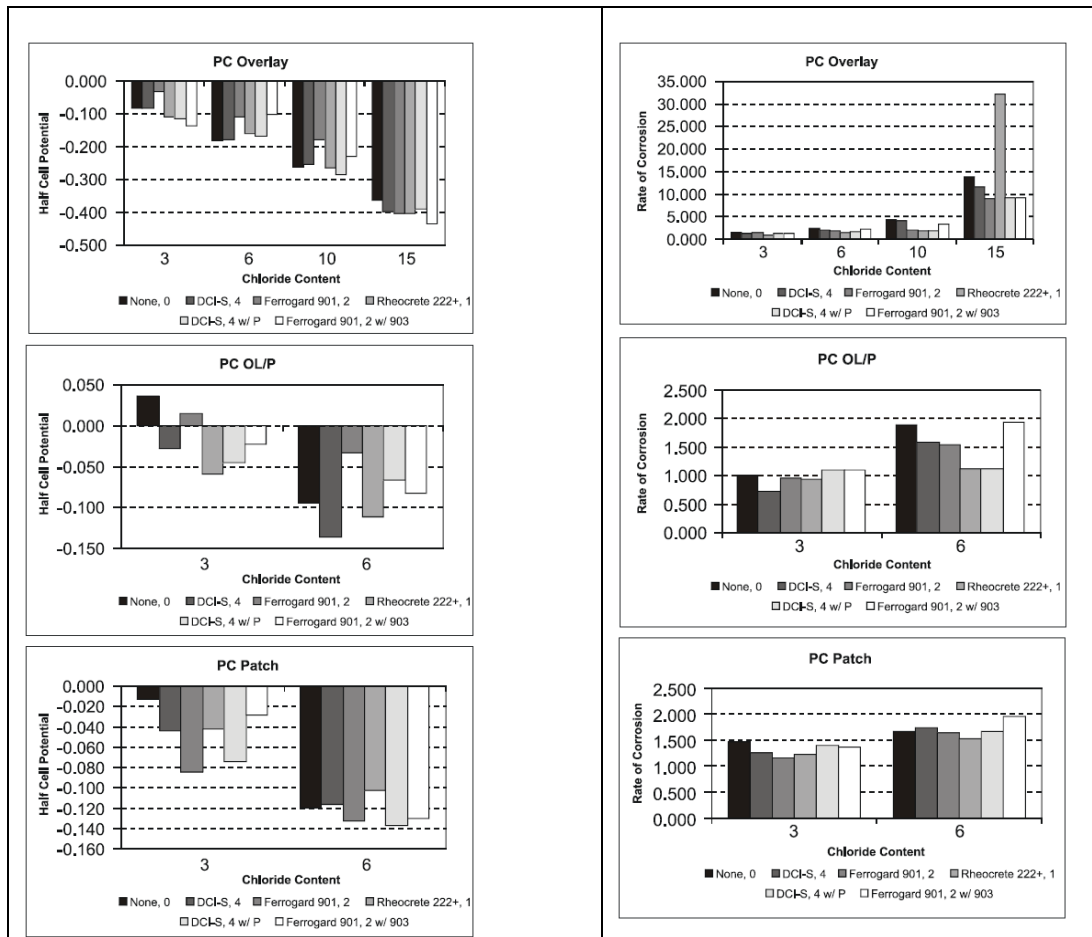 PC Overlay
0.000
-0.100
-0.200
-0.300
-0.400
-0.500
Half Cell Potential
3 6 10 15
Chloride Content
None, 0 DCI-S, 4 Ferrogard 901, 2 Rheocrete 222+, 1
DCI-S, 4 w/ P Ferrogard 901, 2 w/ 903
PC OL/P
0.050
0.000
-0.050
-0.100
-0.150
Half Cell Potential
3 6
Chloride Content
None, 0 DCI-S, 4 Ferrogard 901, 2 Rheocrete 222+, 1
DCI-S, 4 w/ P Ferrogard 901, 2 w/ 903
PC Patch
0.000
-0.020
-0.040
-0.060
-0.080
-0.100
-0.120
-0.140
-0.160
Half Cell Potential
3 6
Chloride Content
None, 0 DCI-S, 4 Ferrogard 901, 2 Rheocrete 222+, 1
DCI-S, 4 w/ P Ferrogard 901, 2 w/ 903
PC Overlay
35.000
30.000
25.000
20.000
15.000
10.000
5.000
0.000
Rate of Corrosion
3 6 10 15
Chloride Content
None, 0 DCI-S, 4 Ferrogard 901, 2 Rheocrete 222+, 1
DCI-S, 4 w/ P Ferrogard 901, 2 w/ 903
PC OL/P
2.500
2.000
1.500
1.000
0.500
0.000
Rate of Corrosion
3 6
Chloride Content
None, 0 DCI-S, 4 Ferrogard 901, 2 Rheocrete 222+, 1
DCI-S, 4 w/ P Ferrogard 901, 2 w/ 903
PC Patch
2.500
2.000
1.500
1.000
0.500
0.000
Rate of Corrosion
3 6
Chloride Content
None, 0 DCI-S, 4 Ferrogard 901, 2 Rheocrete 222+, 1
DCI-S, 4 w/ P Ferrogard 901, 2 w/ 903